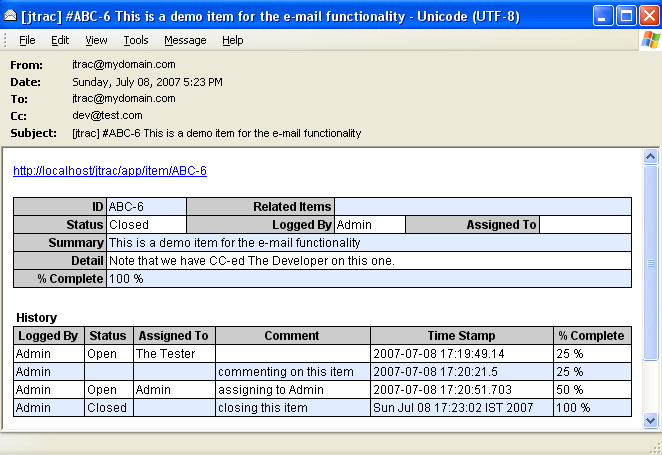 [jtrac] #ABC-6 This is a demo item for the e-mail functionality - Unicode (UTF-8)
File Edit View Tools Message Help
From: jtrac@mydomain.com
Date: Sunday, July 08, 2007 5:23 PM
To: jtrac@mydomain.com
Cc: dev@test.com
Subject: [jtrac] #ABC-6 This is a demo item for the e-mail functionality
http://localhost/jtrac/app/item/ABC-6
ID ABC-6 Related Items
Status Closed Logged By Admin Assigned To
Summary This is a demo item for the e-mail functionality
Detail Note that we have CC-ed The Developer on this one.
% Complete 100 %
History
Logged By Status Assigned To Comment Time Stamp % Complete
Admin Open The Tester 2007-07-08 17:19:49.14 25 %
Admin commenting on this item 2007-07-08 17:20:21.5 25 %
Admin Open Admin assigning to Admin 2007-07-08 17:20:51.703 50 %
Admin Closed closing this item Sun Jul 08 17:23:02 IST 2007 100 %